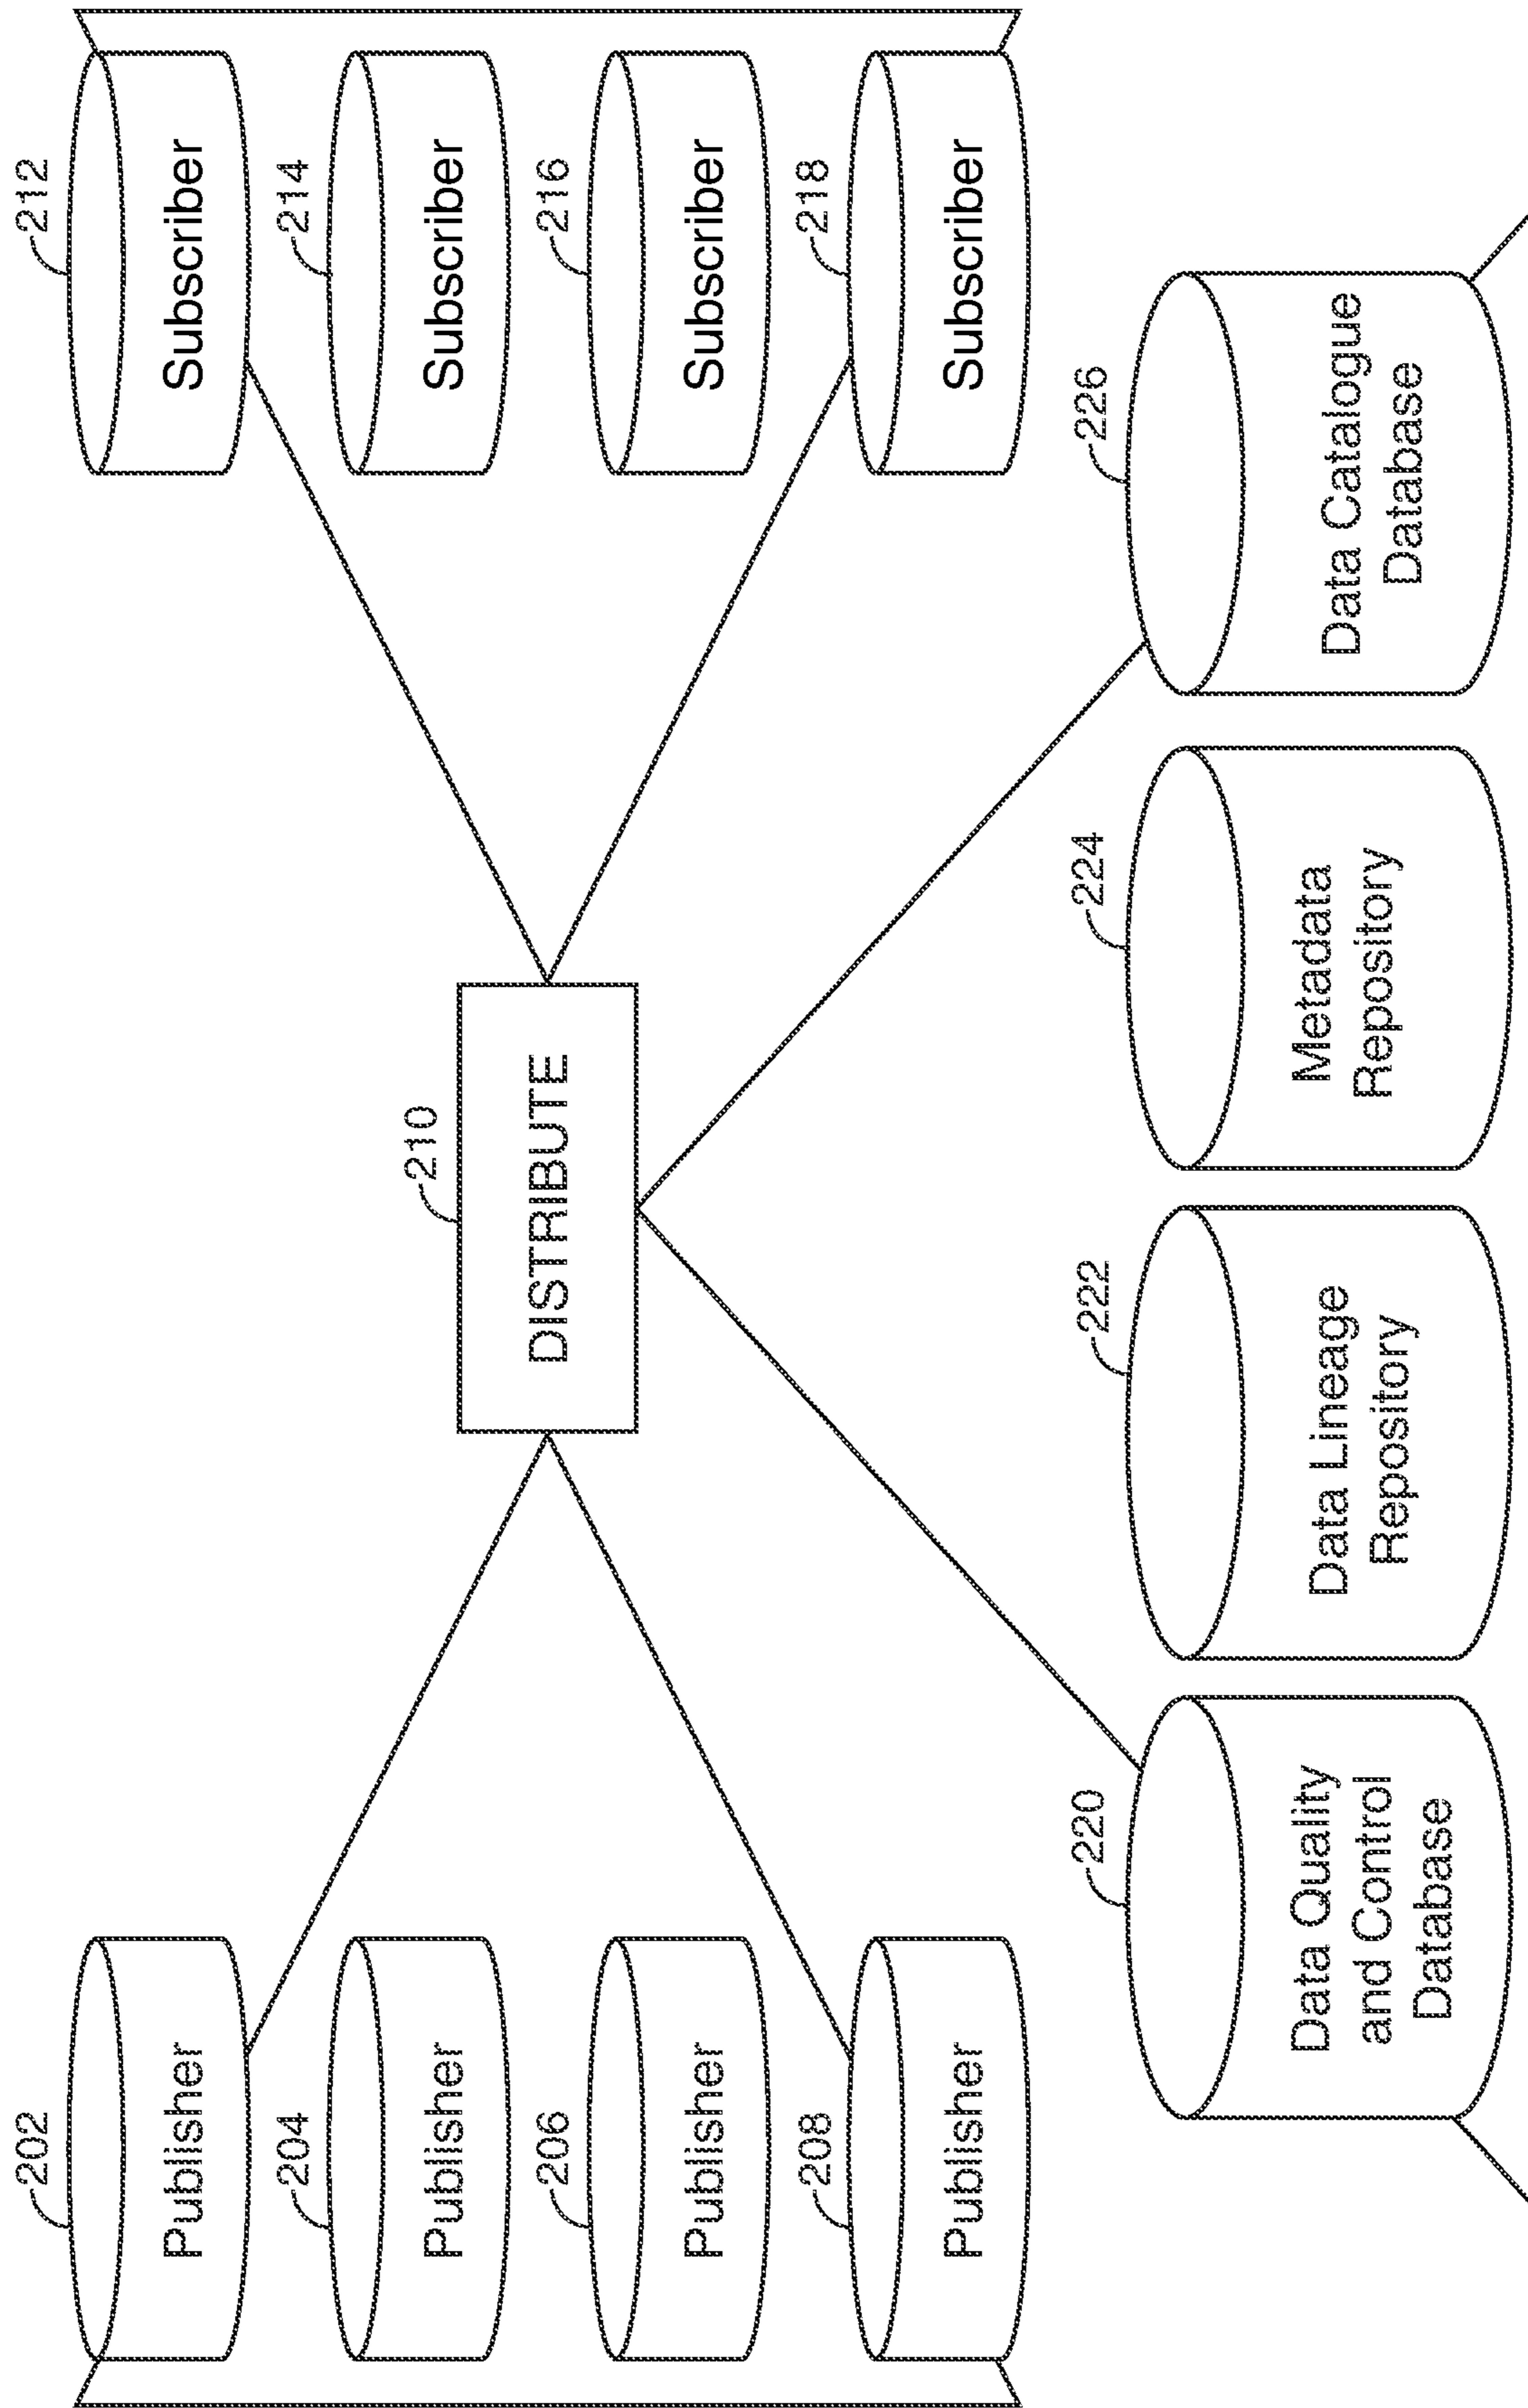 202
Publisher
204
Publisher
206
Publisher
208
Publisher
210
DISTRIBUTE
212
Subscriber
214
Subscriber
216
Subscriber
218
Subscriber
220
Data Quality
and Control
Database
222
Data Lineage
Repository
224
Metadata
Repository
226
Data Catalogue
Database